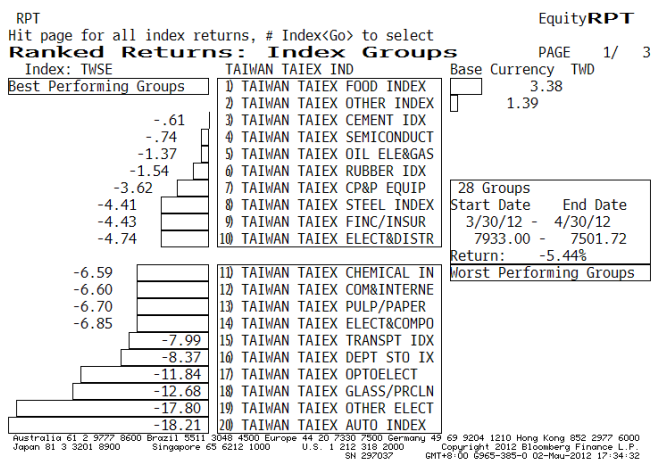 RPT EquityRPT
Hit page for all index returns, # Index<Go> to select
Ranked Returns: Index Groups PAGE 1/ 3
Index: TWSE TAIWAN TAIEX IND Base Currency TWD
Best Performing Groups 1) TAIWAN TAIEX FOOD INDEX 3.38
2) TAIWAN TAIEX OTHER INDEX 1.39
-.61 3) TAIWAN TAIEX CEMENT IDX
-.74 4) TAIWAN TAIEX SEMICONDUCT
-1.37 5) TAIWAN TAIEX OIL ELE&GAS
-1.54 6) TAIWAN TAIEX RUBBER IDX
-3.62 7) TAIWAN TAIEX CP&P EQUIP 28 Groups
-4.41 8) TAIWAN TAIEX STEEL INDEX Start Date End Date
-4.43 9) TAIWAN TAIEX FINC/INSUR 3/30/12 - 4/30/12
-4.74 10) TAIWAN TAIEX ELECT&DISTR 7933.00 - 7501.72
Return: -5.44%
-6.59 11) TAIWAN TAIEX CHEMICAL IN Worst Performing Groups
-6.60 12) TAIWAN TAIEX COM&INTERNE
-6.70 13) TAIWAN TAIEX PULP/PAPER
-6.85 14) TAIWAN TAIEX ELECT&COMPO
-7.99 15) TAIWAN TAIEX TRANSPT IDX
-8.37 16) TAIWAN TAIEX DEPT STO IX
-11.84 17) TAIWAN TAIEX OPTOELECT
-12.68 18) TAIWAN TAIEX GLASS/PRCLN
-17.80 19) TAIWAN TAIEX OTHER ELECT
-18.21 20) TAIWAN TAIEX AUTO INDEX
Australia 61 2 9777 8600 Brazil 5511 3048 4500 Europe 44 20 7330 7500 Germany 49 69 9204 1210 Hong Kong 852 2977 6000
Japan 81 3 3201 8900 Singapore 65 6212 1000 U.S. 1 212 318 2000 Copyright 2012 Bloomberg Finance L.P.
SN 297037 GMT+8:00 G965-385-0 02-May-2012 17:34:32